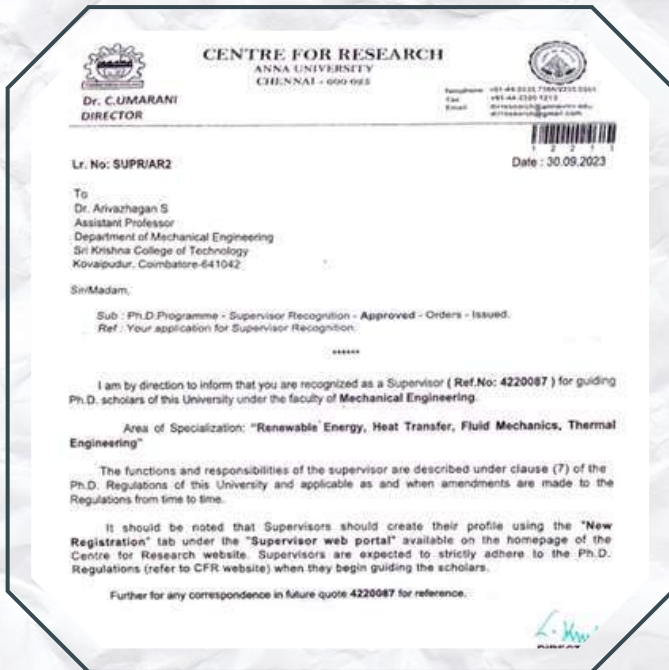 CENTRE FOR RESEARCH
ANNA UNIVERSITY
CHENNAI - 600 025
Dr. C.UMARANI
DIRECTOR
Telephone
Fax
Email
Lr. No: SUPR/AR2
Date : 30.09.2023
To
Dr. Arivazhagan S
Assistant Professor
Department of Mechanical Engineering
Sri Krishna College of Technology
Kovaipudur, Coimbatore-641042
Sir/Madam,
Sub : Ph.D.Programme - Supervisor Recognition - Approved - Orders - Issued.
Ref : Your application for Supervisor Recognition.
******
I am by direction to inform that you are recognized as a Supervisor ( Ref.No: 4220087 ) for guiding
Ph.D. scholars of this University under the faculty of Mechanical Engineering.
Area of Specialization: "Renewable Energy, Heat Transfer, Fluid Mechanics, Thermal
Engineering"
The functions and responsibilities of the supervisor are described under clause (7) of the
Ph.D. Regulations of this University and applicable as and when amendments are made to the
Regulations from time to time.
It should be noted that Supervisors should create their profile using the "New
Registration" tab under the "Supervisor web portal" available on the homepage of the
Centre for Research website. Supervisors are expected to strictly adhere to the Ph.D.
Regulations (refer to CFR website) when they begin guiding the scholars.
Further for any correspondence in future quote 4220087 for reference.